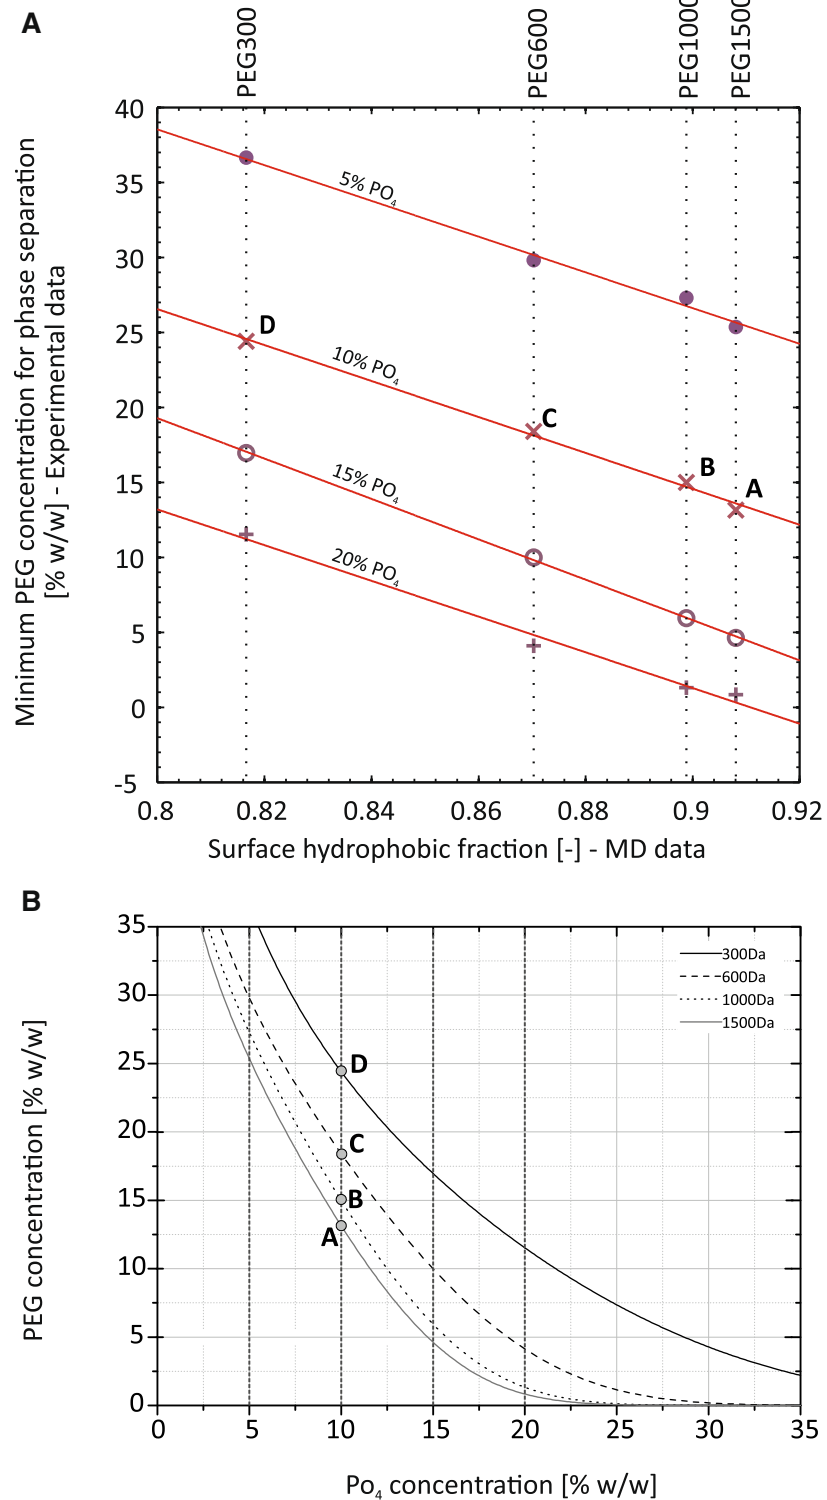 A
PEG300
PEG600
PEG1000
PEG1500
Minimum PEG concentration for phase separation
[% w/w] - Experimental data
40
35
30
25
20
15
10
5
0
-5
5% PO4
10% PO4
15% PO4
20% PO4
D
C
B
A
0.8 0.82 0.84 0.86 0.88 0.9 0.92
Surface hydrophobic fraction [-] - MD data
B
PEG concentration [% w/w]
35
30
25
20
15
10
5
0
300Da
600Da
1000Da
1500Da
D
C
B
A
0 5 10 15 20 25 30 35
Po4 concentration [% w/w]